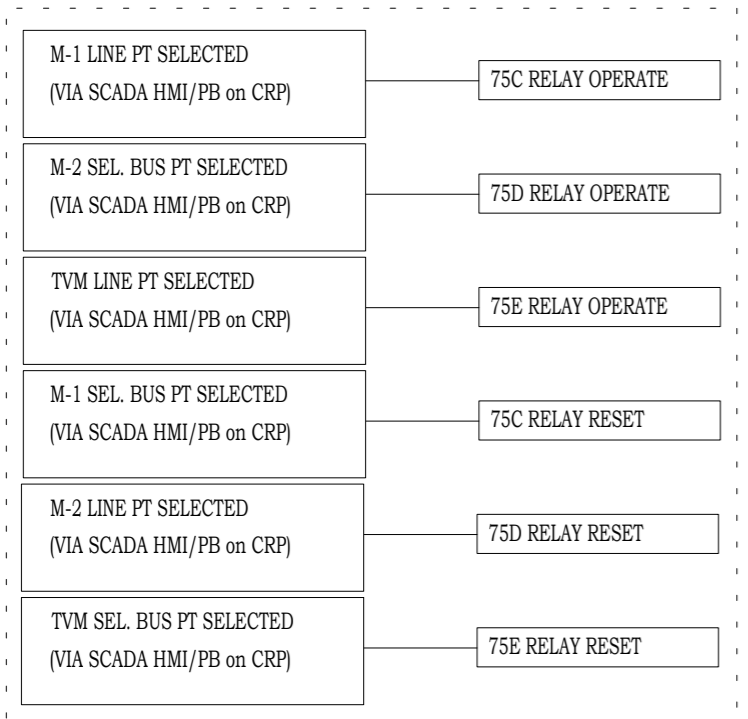 M-1 LINE PT SELECTED
(VIA SCADA HMI/PB on CRP)
75C RELAY OPERATE
M-2 SEL. BUS PT SELECTED
(VIA SCADA HMI/PB on CRP)
75D RELAY OPERATE
TVM LINE PT SELECTED
(VIA SCADA HMI/PB on CRP)
75E RELAY OPERATE
M-1 SEL. BUS PT SELECTED
(VIA SCADA HMI/PB on CRP)
75C RELAY RESET
M-2 LINE PT SELECTED
(VIA SCADA HMI/PB on CRP)
75D RELAY RESET
TVM SEL. BUS PT SELECTED
(VIA SCADA HMI/PB on CRP)
75E RELAY RESET